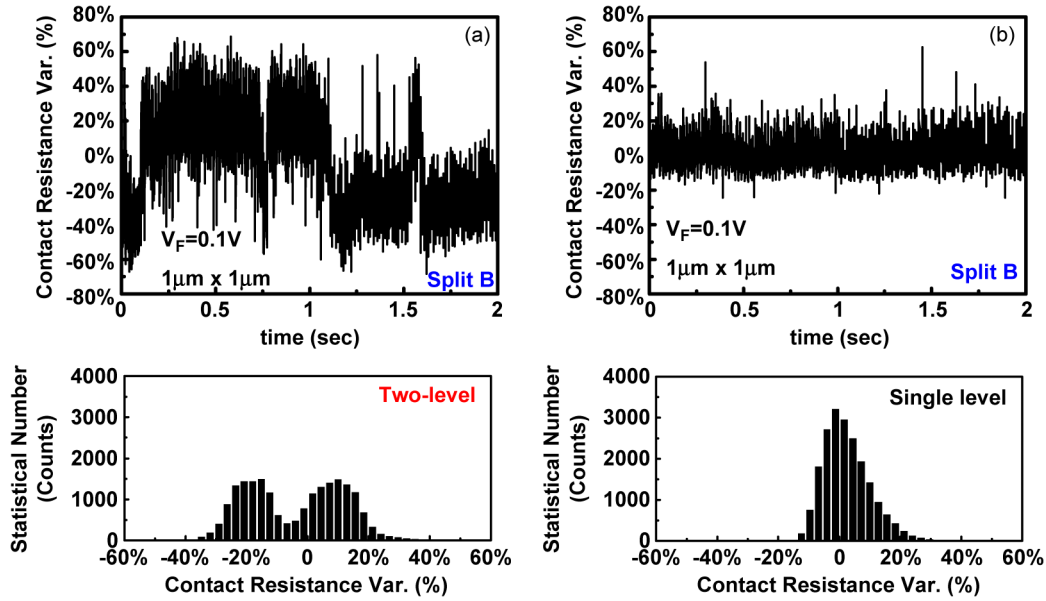 Contact Resistance Var. (%)
80%
60%
40%
20%
0%
-20%
-40%
-60%
-80%
(a)
V_F=0.1V
1μm x 1μm
Split B
0 0.5 1 1.5 2
time (sec)
Contact Resistance Var. (%)
80%
60%
40%
20%
0%
-20%
-40%
-60%
-80%
(b)
V_F=0.1V
1μm x 1μm
Split B
0 0.5 1 1.5 2
time (sec)
Statistical Number
(Counts)
4000
3000
2000
1000
0
Two-level
-60% -40% -20% 0 20% 40% 60%
Contact Resistance Var. (%)
Statistical Number
(Counts)
4000
3000
2000
1000
0
Single level
-60% -40% -20% 0 20% 40% 60%
Contact Resistance Var. (%)